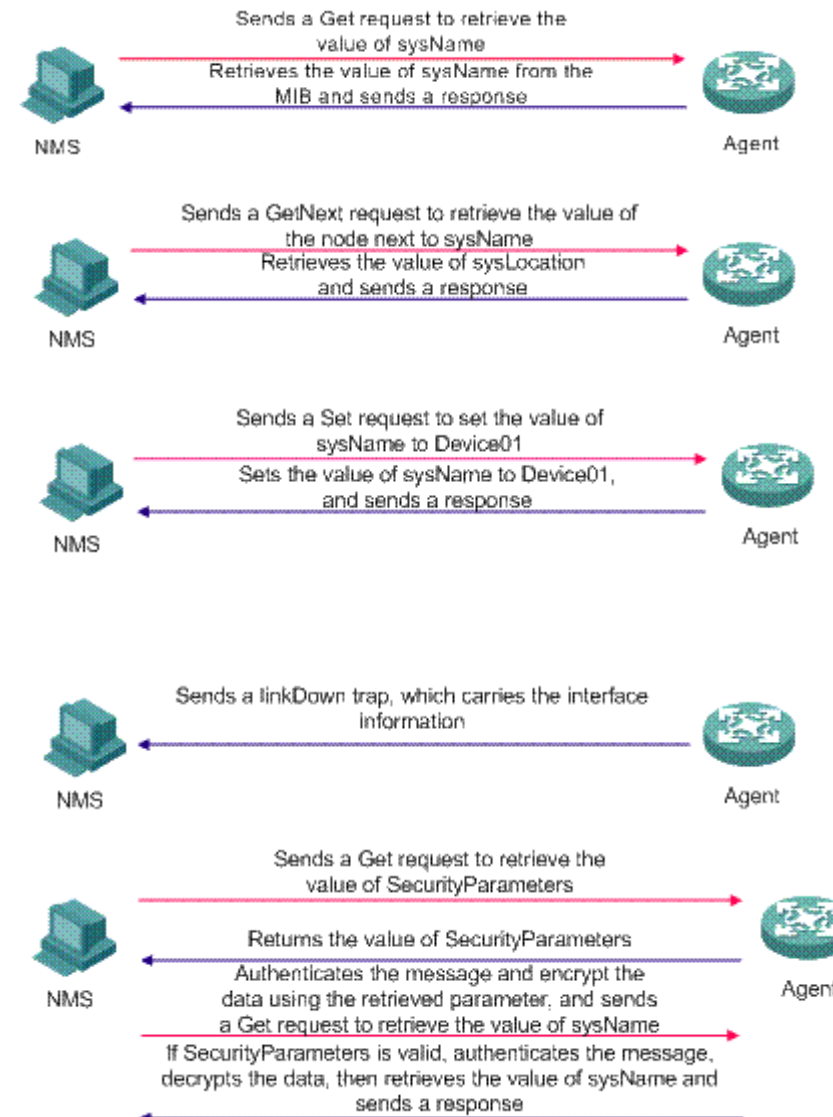 Sends a Get request to retrieve the
value of sysName
Retrieves the value of sysName from the
MIB and sends a response
NMS
Agent
Sends a GetNext request to retrieve the value of
the node next to sysName
Retrieves the value of sysLocation
and sends a response
NMS
Agent
Sends a Set request to set the value of
sysName to Device01
Sets the value of sysName to Device01,
and sends a response
NMS
Agent
Sends a linkDown trap, which carries the interface
information
NMS
Agent
Sends a Get request to retrieve the
value of SecurityParameters
Returns the value of SecurityParameters
Authenticates the message and encrypt the
data using the retrieved parameter, and sends
a Get request to retrieve the value of sysName
NMS
Agent
If SecurityParameters is valid, authenticates the message,
decrypts the data, then retrieves the value of sysName and
sends a response